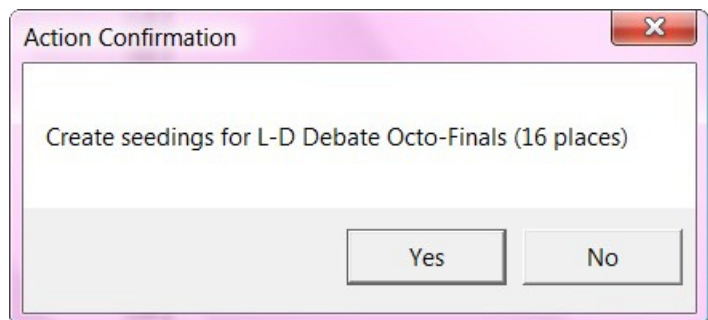 Action Confirmation
Create seedings for L-D Debate Octo-Finals (16 places)
Yes No